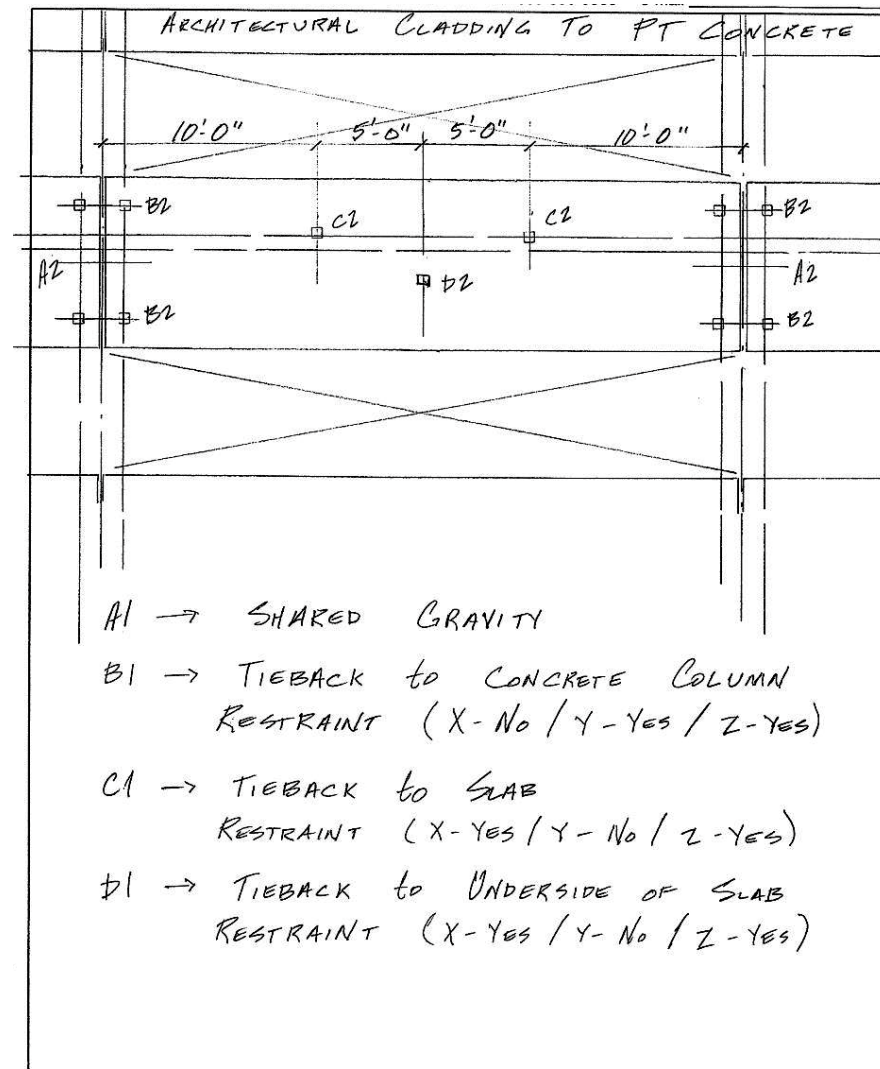 ARCHITECTURAL CLADDING TO PT CONCRETE
10'-0" 5'-0" 5'-0" 10'-0"
B2 C2 C2 B2
A2 D2 A2
B2 B2
A1 → SHARED GRAVITY
B1 → TIEBACK to CONCRETE COLUMN
RESTRAINT (X-No / Y-YES / Z-YES)
C1 → TIEBACK to SLAB
RESTRAINT (X-YES / Y-No / Z-YES)
D1 → TIEBACK to UNDERSIDE OF SLAB
RESTRAINT (X-YES / Y-No / Z-YES)